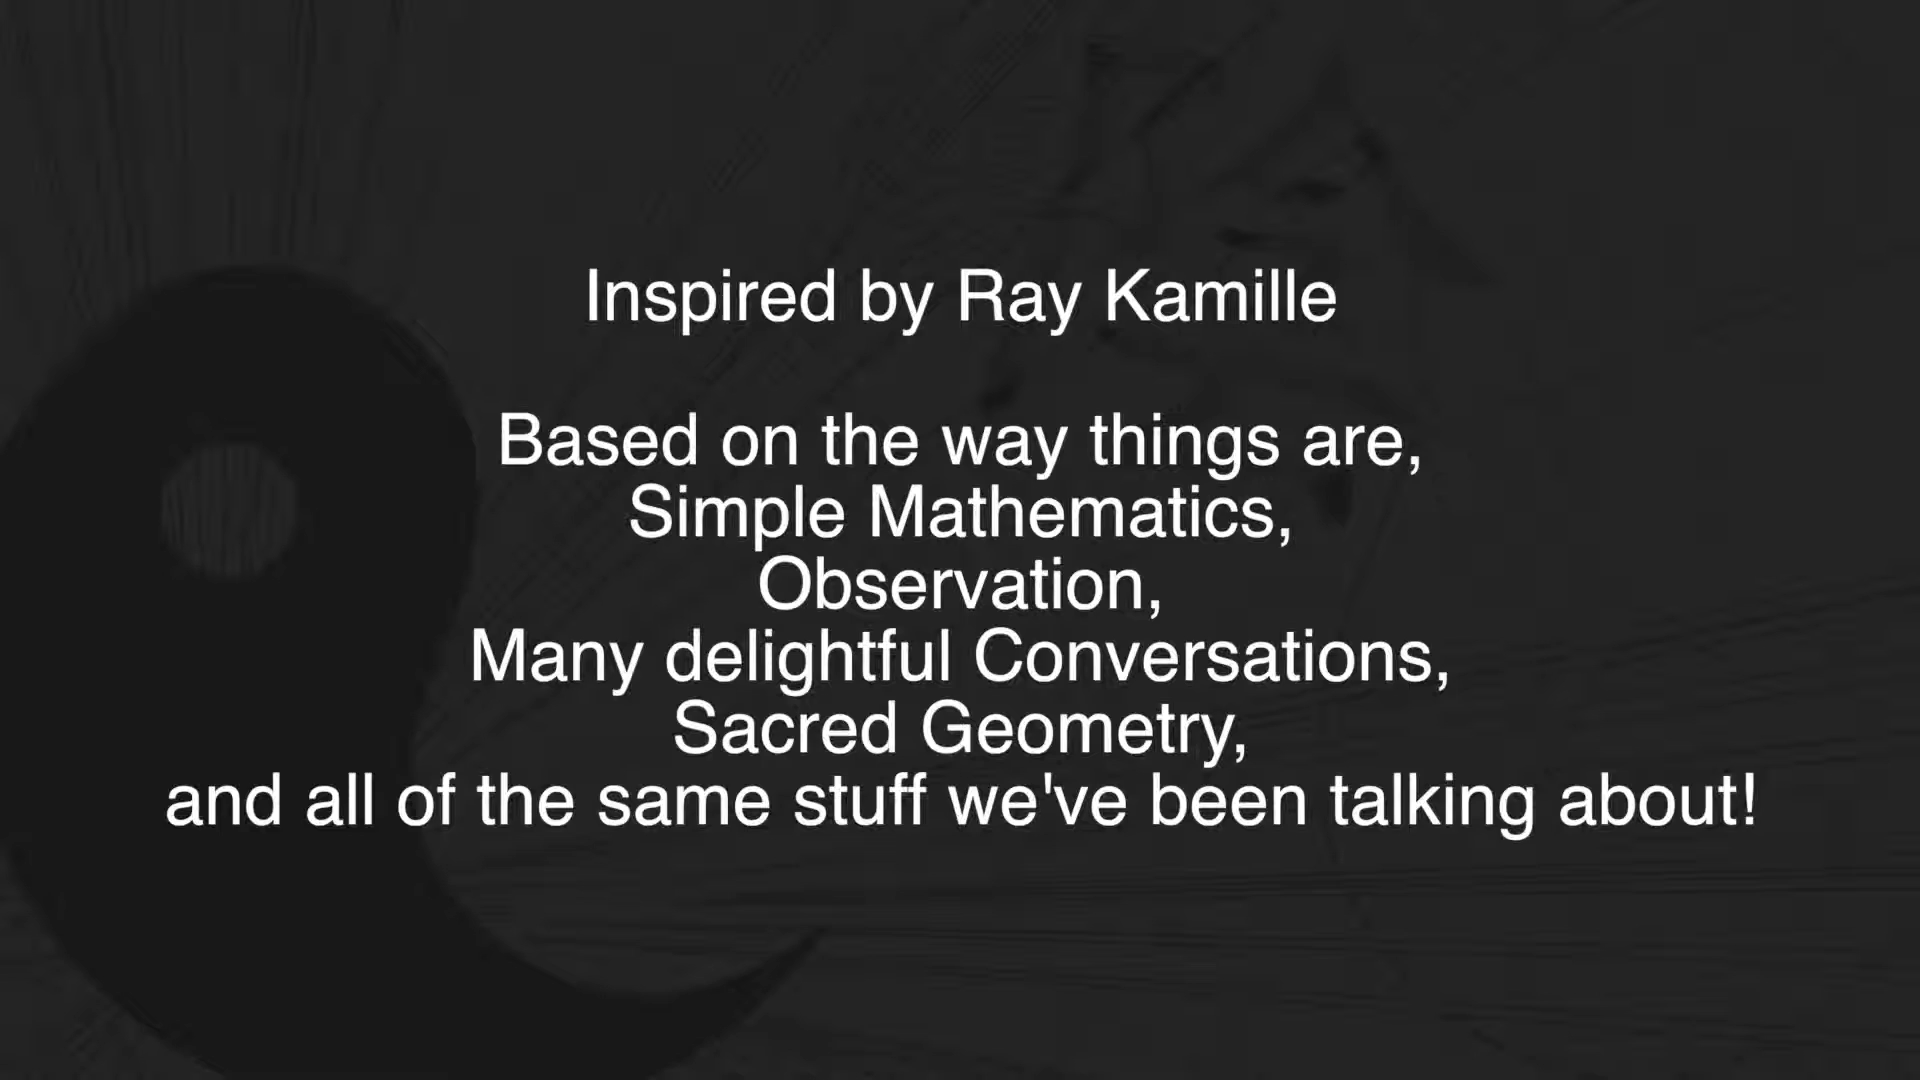 Inspired by Ray Kamille
Based on the way things are,
Simple Mathematics,
Observation,
Many delightful Conversations,
Sacred Geometry,
and all of the same stuff we've been talking about!